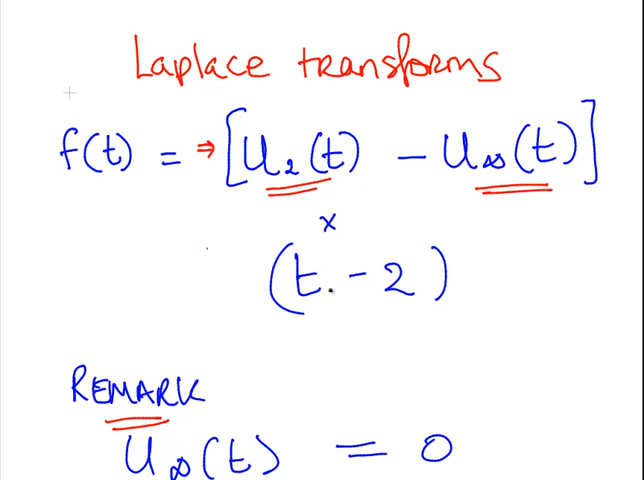 Laplace transforms
f(t) = ⇒ [u₂(t) − u∞(t)]
×
(t − 2)
REMARK
u∞(t) = 0